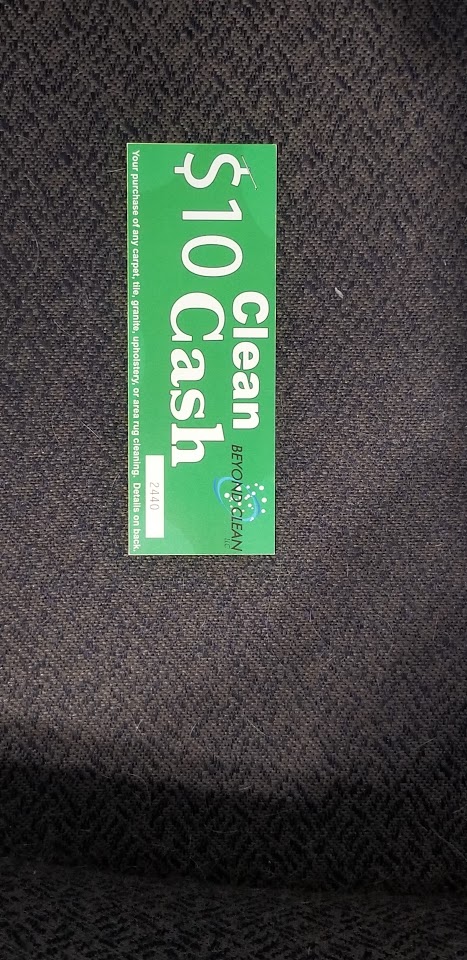 Clean
$10 Cash
BEYOND CLEAN
LLC
2440
Your purchase of any carpet, tile, granite, upholstery, or area rug cleaning. Details on back.